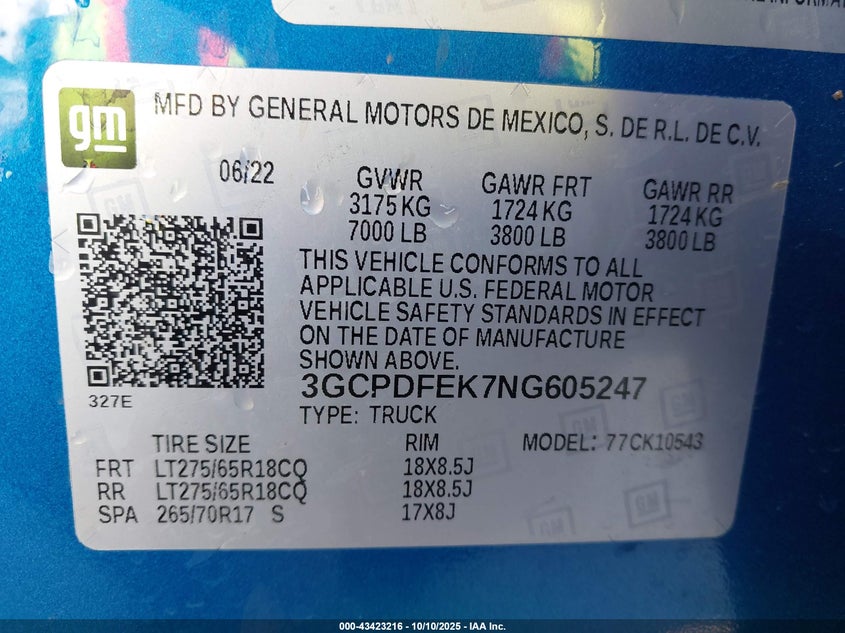 gm
MFD BY GENERAL MOTORS DE MEXICO, S. DE R.L. DE C.V.
06/22
GVWR GAWR FRT GAWR RR
3175 KG 1724 KG 1724 KG
7000 LB 3800 LB 3800 LB
THIS VEHICLE CONFORMS TO ALL
APPLICABLE U.S. FEDERAL MOTOR
VEHICLE SAFETY STANDARDS IN EFFECT
ON THE DATE OF MANUFACTURE
SHOWN ABOVE.
3GCPDFEK7NG605247
327E
TYPE: TRUCK
TIRE SIZE RIM MODEL: 77CK10543
FRT LT275/65R18CQ 18X8.5J
RR LT275/65R18CQ 18X8.5J
SPA 265/70R17 S 17X8J
000-43423216 - 10/10/2025 - IAA Inc.